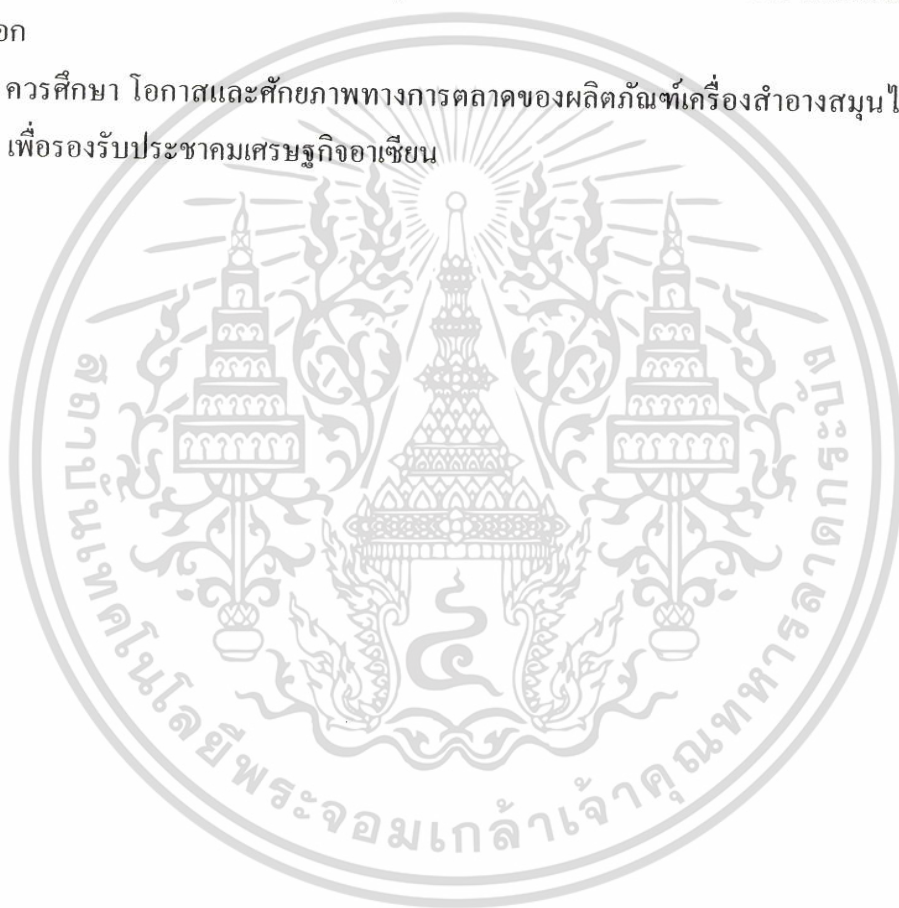 อก
ควรศึกษา โอกาสและศักยภาพทางการตลาดของผลิตภัณฑ์เครื่องสำอางสมุนไ
เพื่อรองรับประชาคมเศรษฐกิจอาเซียน
สถาบันเทคโนโลยีพระจอมเกล้าเจ้าคุณทหารลาดกระบัง